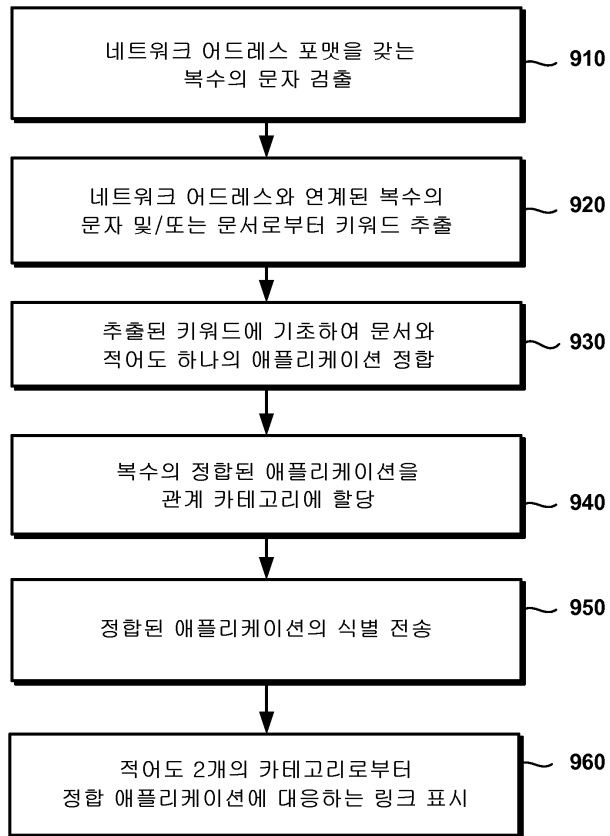 네트워크 어드레스 포맷을 갖는
복수의 문자 검출
910
네트워크 어드레스와 연계된 복수의
문자 및/또는 문서로부터 키워드 추출
920
추출된 키워드에 기초하여 문서와
적어도 하나의 애플리케이션 정합
930
복수의 정합된 애플리케이션을
관계 카테고리에 할당
940
정합된 애플리케이션의 식별 전송
950
적어도 2개의 카테고리로부터
정합 애플리케이션에 대응하는 링크 표시
960